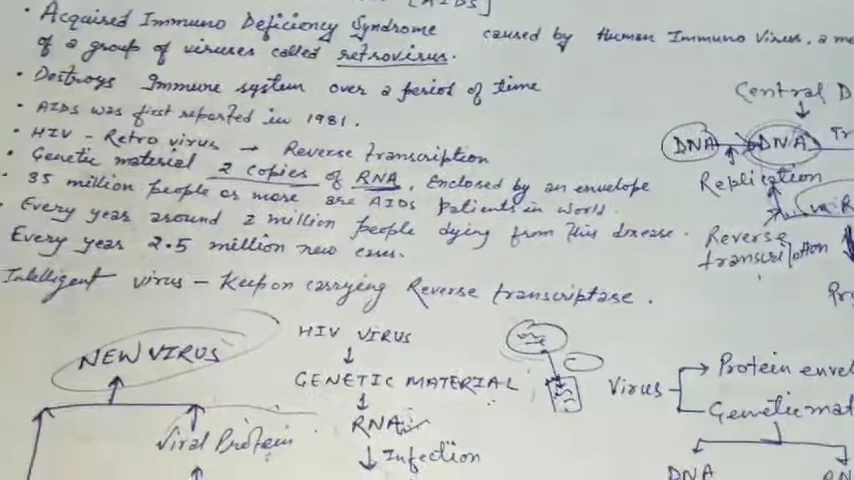 [AIDS]
• Acquired Immuno Deficiency Syndrome caused by Human Immuno Virus, a me
of a group of viruses called retrovirus.
• Destroys Immune system over a period of time
• AIDS was first reported in 1981.
• HIV - Retro virus → Reverse transcription
• Genetic material 2 copies of RNA, Enclosed by an envelope
• 35 million people or more are AIDS Patients in World.
• Every year around 2 million people dying from this disease.
Every year 2.5 million new cases.
Intelligent virus - Keep on carrying Reverse transcriptase.
Central D
DNA → DNA Tr
Replication
Reverse
transcription
NEW VIRUS
Viral Protein
HIV VIRUS
↓
GENETIC MATERIAL
↓
RNA
↓ Infection
Virus → Protein envel
Genetic mat
DNA